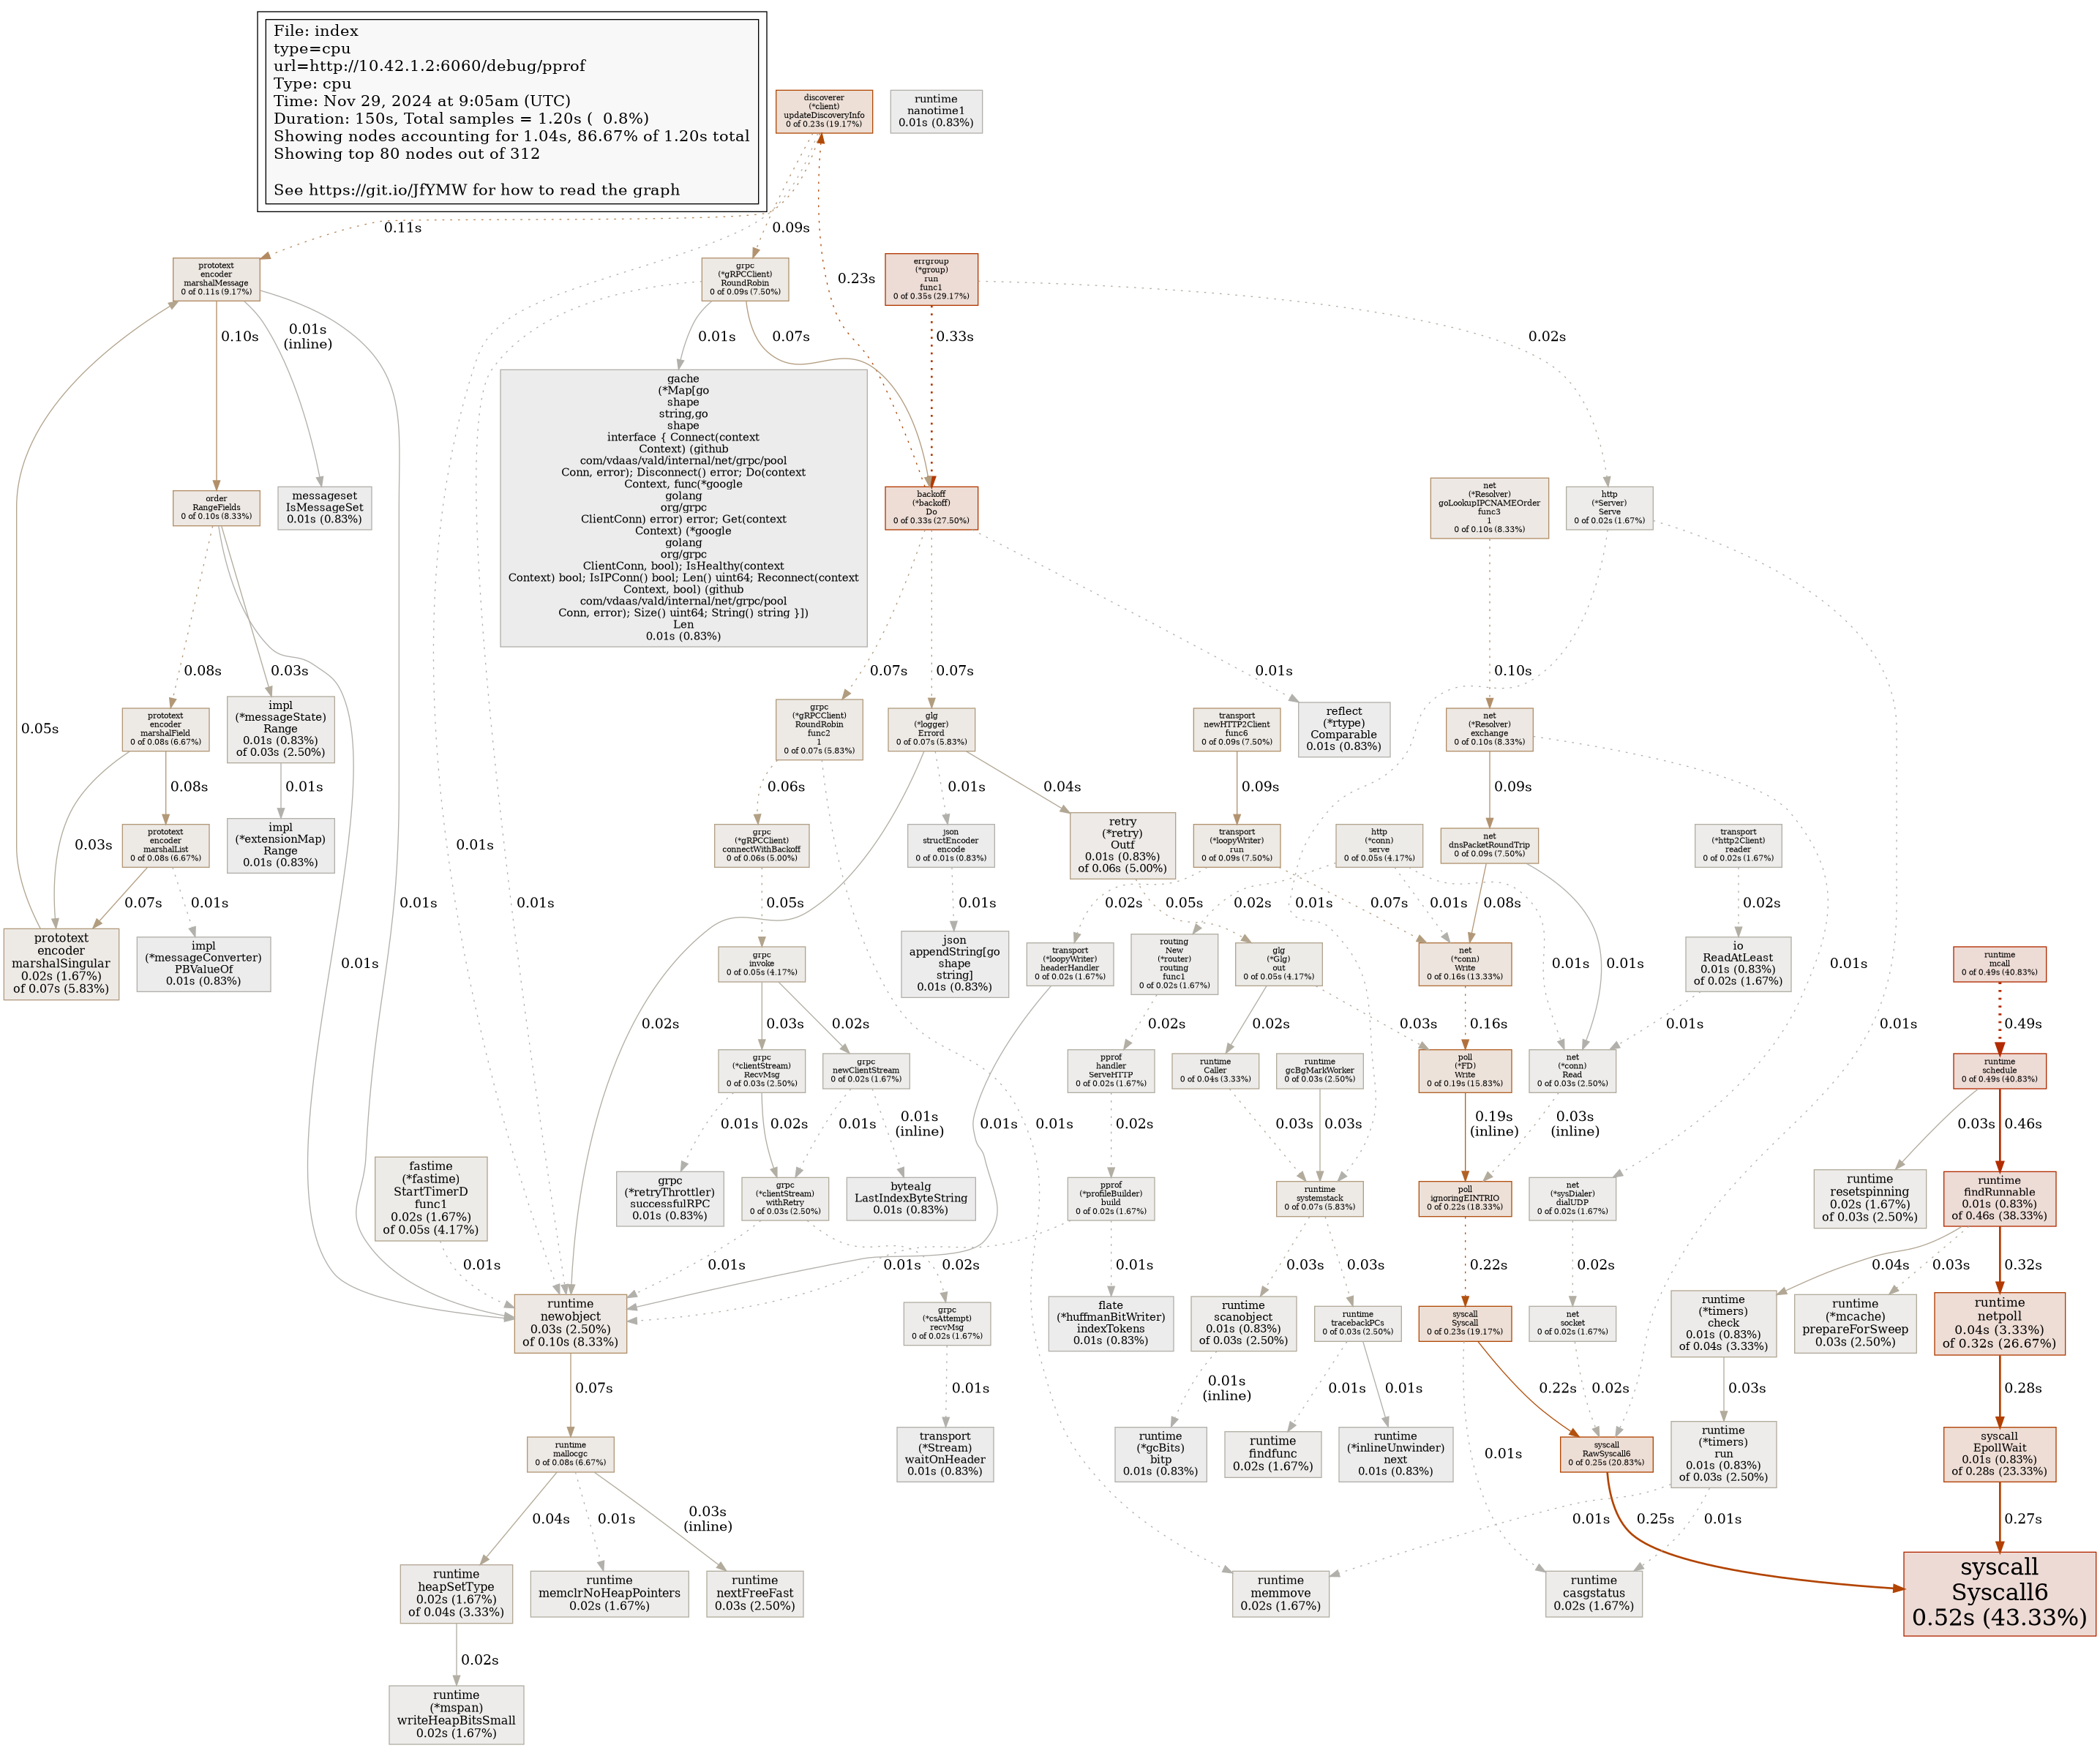 File: index
type=cpu
url=http://10.42.1.2:6060/debug/pprof
Type: cpu
Time: Nov 29, 2024 at 9:05am (UTC)
Duration: 150s, Total samples = 1.20s (  0.8%)
Showing nodes accounting for 1.04s, 86.67% of 1.20s total
Showing top 80 nodes out of 312
See https://git.io/JfYMW for how to read the graph
discoverer
(*client)
updateDiscoveryInfo
0 of 0.23s (19.17%)
runtime
nanotime1
0.01s (0.83%)
0.11s
0.09s
prototext
encoder
marshalMessage
0 of 0.11s (9.17%)
grpc
(*gRPCClient)
RoundRobin
0 of 0.09s (7.50%)
0.23s
errgroup
(*group)
run
func1
0 of 0.35s (29.17%)
0.10s
0.01s
(inline)
0.01s
0.07s
0.33s
0.02s
gache
(*Map[go
shape
string,go
shape
interface { Connect(context
Context) (github
com/vdaas/vald/internal/net/grpc/pool
Conn, error); Disconnect() error; Do(context
Context, func(*google
golang
org/grpc
ClientConn) error) error; Get(context
Context) (*google
golang
org/grpc
ClientConn, bool); IsHealthy(context
Context) bool; IsIPConn() bool; Len() uint64; Reconnect(context
Context, bool) (github
com/vdaas/vald/internal/net/grpc/pool
Conn, error); Size() uint64; String() string }])
Len
0.01s (0.83%)
order
RangeFields
0 of 0.10s (8.33%)
messageset
IsMessageSet
0.01s (0.83%)
backoff
(*backoff)
Do
0 of 0.33s (27.50%)
net
(*Resolver)
goLookupIPCNAMEOrder
func3
1
0 of 0.10s (8.33%)
http
(*Server)
Serve
0 of 0.02s (1.67%)
0.08s
0.03s
0.07s
0.07s
0.01s
0.10s
0.05s
prototext
encoder
marshalField
0 of 0.08s (6.67%)
impl
(*messageState)
Range
0.01s (0.83%)
of 0.03s (2.50%)
grpc
(*gRPCClient)
RoundRobin
func2
1
0 of 0.07s (5.83%)
glg
(*logger)
Errord
0 of 0.07s (5.83%)
transport
newHTTP2Client
func6
0 of 0.09s (7.50%)
reflect
(*rtype)
Comparable
0.01s (0.83%)
net
(*Resolver)
exchange
0 of 0.10s (8.33%)
0.08s
0.01s
0.06s
0.01s
0.04s
0.09s
0.09s
0.03s
0.01s
prototext
encoder
marshalList
0 of 0.08s (6.67%)
impl
(*extensionMap)
Range
0.01s (0.83%)
grpc
(*gRPCClient)
connectWithBackoff
0 of 0.06s (5.00%)
json
structEncoder
encode
0 of 0.01s (0.83%)
retry
(*retry)
Outf
0.01s (0.83%)
of 0.06s (5.00%)
transport
(*loopyWriter)
run
0 of 0.09s (7.50%)
http
(*conn)
serve
0 of 0.05s (4.17%)
net
dnsPacketRoundTrip
0 of 0.09s (7.50%)
transport
(*http2Client)
reader
0 of 0.02s (1.67%)
0.07s
0.01s
0.01s
0.01s
0.05s
0.01s
0.02s
0.05s
0.02s
0.01s
0.07s
0.01s
0.08s
0.02s
prototext
encoder
marshalSingular
0.02s (1.67%)
of 0.07s (5.83%)
impl
(*messageConverter)
PBValueOf
0.01s (0.83%)
grpc
invoke
0 of 0.05s (4.17%)
json
appendString[go
shape
string]
0.01s (0.83%)
transport
(*loopyWriter)
headerHandler
0 of 0.02s (1.67%)
routing
New
(*router)
routing
func1
0 of 0.02s (1.67%)
glg
(*Glg)
out
0 of 0.05s (4.17%)
net
(*conn)
Write
0 of 0.16s (13.33%)
io
ReadAtLeast
0.01s (0.83%)
of 0.02s (1.67%)
runtime
mcall
0 of 0.49s (40.83%)
0.01s
0.01s
0.01s
0.01s
0.02s
0.03s
0.02s
0.02s
0.02s
0.03s
0.16s
0.01s
0.01s
0.49s
grpc
(*clientStream)
RecvMsg
0 of 0.03s (2.50%)
grpc
newClientStream
0 of 0.02s (1.67%)
pprof
handler
ServeHTTP
0 of 0.02s (1.67%)
runtime
Caller
0 of 0.04s (3.33%)
runtime
gcBgMarkWorker
0 of 0.03s (2.50%)
poll
(*FD)
Write
0 of 0.19s (15.83%)
net
(*conn)
Read
0 of 0.03s (2.50%)
runtime
schedule
0 of 0.49s (40.83%)
0.01s
0.02s
0.01s
0.01s
(inline)
0.01s
0.01s
0.02s
0.03s
0.03s
0.19s
(inline)
0.03s
(inline)
0.03s
0.46s
fastime
(*fastime)
StartTimerD
func1
0.02s (1.67%)
of 0.05s (4.17%)
grpc
(*retryThrottler)
successfulRPC
0.01s (0.83%)
grpc
(*clientStream)
withRetry
0 of 0.03s (2.50%)
bytealg
LastIndexByteString
0.01s (0.83%)
pprof
(*profileBuilder)
build
0 of 0.02s (1.67%)
runtime
systemstack
0 of 0.07s (5.83%)
poll
ignoringEINTRIO
0 of 0.22s (18.33%)
net
(*sysDialer)
dialUDP
0 of 0.02s (1.67%)
runtime
resetspinning
0.02s (1.67%)
of 0.03s (2.50%)
runtime
findRunnable
0.01s (0.83%)
of 0.46s (38.33%)
0.01s
0.01s
0.01s
0.02s
0.01s
0.03s
0.03s
0.22s
0.02s
0.04s
0.03s
0.32s
runtime
newobject
0.03s (2.50%)
of 0.10s (8.33%)
grpc
(*csAttempt)
recvMsg
0 of 0.02s (1.67%)
flate
(*huffmanBitWriter)
indexTokens
0.01s (0.83%)
runtime
scanobject
0.01s (0.83%)
of 0.03s (2.50%)
runtime
tracebackPCs
0 of 0.03s (2.50%)
syscall
Syscall
0 of 0.23s (19.17%)
net
socket
0 of 0.02s (1.67%)
runtime
(*timers)
check
0.01s (0.83%)
of 0.04s (3.33%)
runtime
(*mcache)
prepareForSweep
0.03s (2.50%)
runtime
netpoll
0.04s (3.33%)
of 0.32s (26.67%)
0.07s
0.01s
0.01s
(inline)
0.01s
0.01s
0.22s
0.02s
0.03s
0.28s
runtime
mallocgc
0 of 0.08s (6.67%)
transport
(*Stream)
waitOnHeader
0.01s (0.83%)
runtime
(*gcBits)
bitp
0.01s (0.83%)
runtime
findfunc
0.02s (1.67%)
runtime
(*inlineUnwinder)
next
0.01s (0.83%)
0.01s
syscall
RawSyscall6
0 of 0.25s (20.83%)
runtime
(*timers)
run
0.01s (0.83%)
of 0.03s (2.50%)
syscall
EpollWait
0.01s (0.83%)
of 0.28s (23.33%)
0.04s
0.01s
0.03s
(inline)
0.01s
0.25s
0.01s
0.27s
runtime
heapSetType
0.02s (1.67%)
of 0.04s (3.33%)
runtime
memclrNoHeapPointers
0.02s (1.67%)
runtime
nextFreeFast
0.03s (2.50%)
runtime
memmove
0.02s (1.67%)
runtime
casgstatus
0.02s (1.67%)
syscall
Syscall6
0.52s (43.33%)
0.02s
runtime
(*mspan)
writeHeapBitsSmall
0.02s (1.67%)